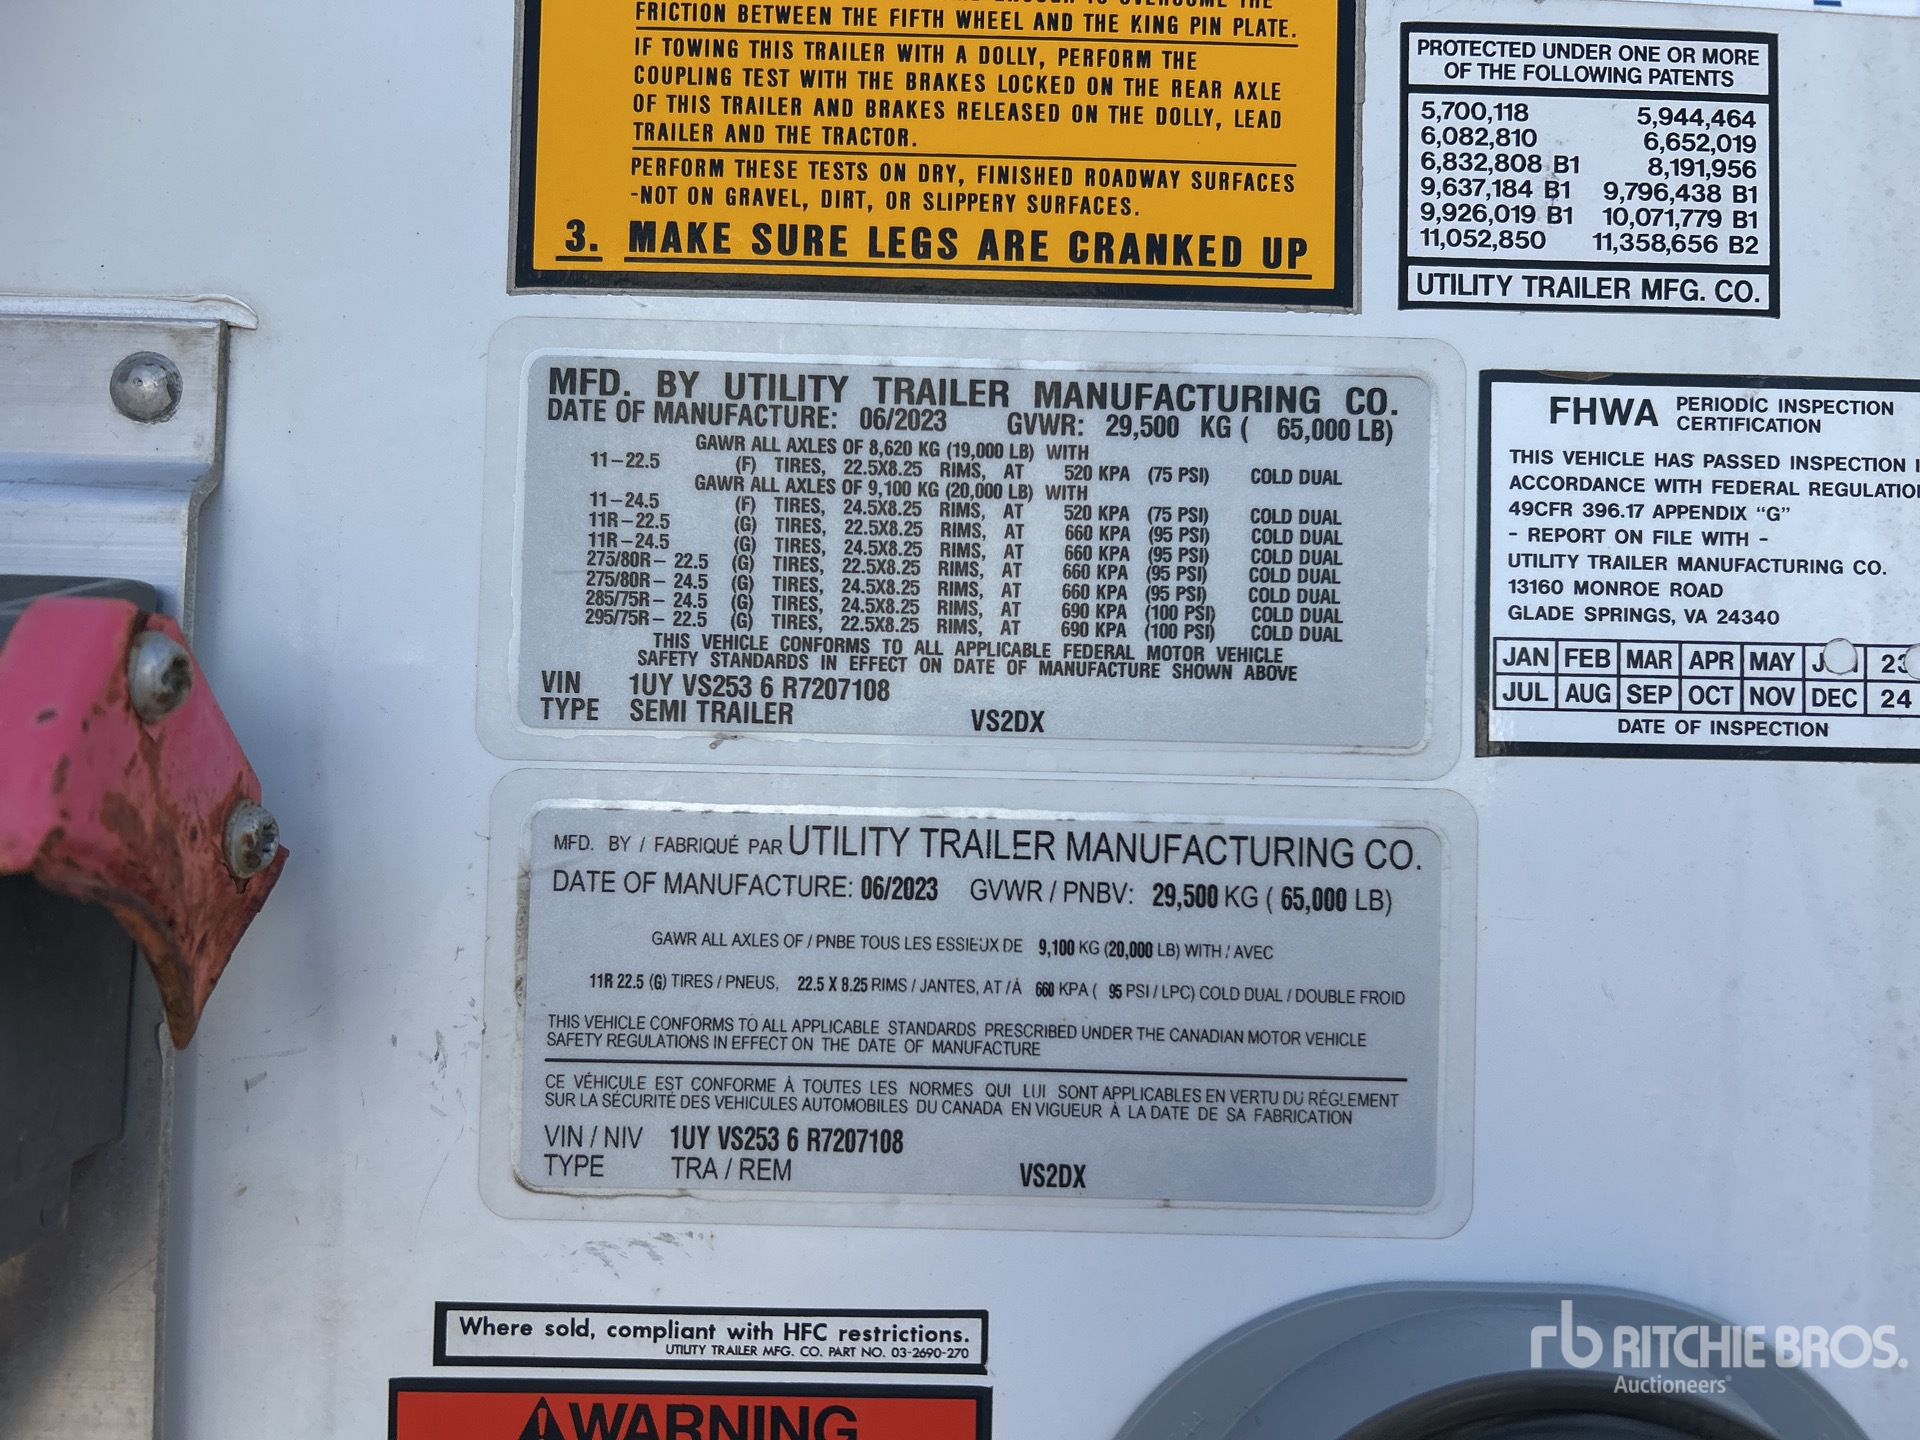 FRICTION BETWEEN THE FIFTH WHEEL AND THE KING PIN PLATE.
IF TOWING THIS TRAILER WITH A DOLLY, PERFORM THE
COUPLING TEST WITH THE BRAKES LOCKED ON THE REAR AXLE
OF THIS TRAILER AND BRAKES RELEASED ON THE DOLLY, LEAD
TRAILER AND THE TRACTOR.
PERFORM THESE TESTS ON DRY, FINISHED ROADWAY SURFACES
-NOT ON GRAVEL, DIRT, OR SLIPPERY SURFACES.
3. MAKE SURE LEGS ARE CRANKED UP
PROTECTED UNDER ONE OR MORE
OF THE FOLLOWING PATENTS
5,700,118 5,944,464
6,082,810 6,652,019
6,832,808 B1 8,191,956
9,637,184 B1 9,796,438 B1
9,926,019 B1 10,071,779 B1
11,052,850 11,358,656 B2
UTILITY TRAILER MFG. CO.
MFD. BY UTILITY TRAILER MANUFACTURING CO.
DATE OF MANUFACTURE: 06/2023 GVWR: 29,500 KG ( 65,000 LB)
GAWR ALL AXLES OF 8,620 KG (19,000 LB) WITH
11-22.5 (F) TIRES, 22.5X8.25 RIMS, AT 520 KPA (75 PSI) COLD DUAL
GAWR ALL AXLES OF 9,100 KG (20,000 LB) WITH
11-24.5 (F) TIRES, 24.5X8.25 RIMS, AT 520 KPA (75 PSI) COLD DUAL
11R-22.5 (G) TIRES, 22.5X8.25 RIMS, AT 660 KPA (95 PSI) COLD DUAL
11R-24.5 (G) TIRES, 24.5X8.25 RIMS, AT 660 KPA (95 PSI) COLD DUAL
275/80R- 22.5 (G) TIRES, 22.5X8.25 RIMS, AT 660 KPA (95 PSI) COLD DUAL
275/80R- 24.5 (G) TIRES, 24.5X8.25 RIMS, AT 660 KPA (95 PSI) COLD DUAL
285/75R- 24.5 (G) TIRES, 24.5X8.25 RIMS, AT 690 KPA (100 PSI) COLD DUAL
295/75R- 22.5 (G) TIRES, 22.5X8.25 RIMS, AT 690 KPA (100 PSI) COLD DUAL
THIS VEHICLE CONFORMS TO ALL APPLICABLE FEDERAL MOTOR VEHICLE
SAFETY STANDARDS IN EFFECT ON DATE OF MANUFACTURE SHOWN ABOVE
VIN 1UY VS253 6 R7207108
TYPE SEMI TRAILER VS2DX
FHWA PERIODIC INSPECTION
CERTIFICATION
THIS VEHICLE HAS PASSED INSPECTION
ACCORDANCE WITH FEDERAL REGULATION
49CFR 396.17 APPENDIX "G"
- REPORT ON FILE WITH -
UTILITY TRAILER MANUFACTURING CO.
13160 MONROE ROAD
GLADE SPRINGS, VA 24340
JAN FEB MAR APR MAY 23
JUL AUG SEP OCT NOV DEC 24
DATE OF INSPECTION
MFD. BY / FABRIQUÉ PAR UTILITY TRAILER MANUFACTURING CO.
DATE OF MANUFACTURE: 06/2023 GVWR / PNBV: 29,500 KG ( 65,000 LB)
GAWR ALL AXLES OF / PNBE TOUS LES ESSIEUX DE 9,100 KG (20,000 LB) WITH / AVEC
11R 22.5 (G) TIRES / PNEUS, 22.5 X 8.25 RIMS / JANTES, AT / À 660 KPA ( 95 PSI / LPC) COLD DUAL / DOUBLE FROID
THIS VEHICLE CONFORMS TO ALL APPLICABLE STANDARDS PRESCRIBED UNDER THE CANADIAN MOTOR VEHICLE
SAFETY REGULATIONS IN EFFECT ON THE DATE OF MANUFACTURE
CE VÉHICULE EST CONFORME À TOUTES LES NORMES QUI LUI SONT APPLICABLES EN VERTU DU RÉGLEMENT
SUR LA SÉCURITÉ DES VEHICULES AUTOMOBILES DU CANADA EN VIGUEUR À LA DATE DE SA FABRICATION
VIN / NIV 1UY VS253 6 R7207108
TYPE TRA / REM VS2DX
Where sold, compliant with HFC restrictions.
UTILITY TRAILER MFG. CO. PART NO. 03-2690-270
WARNING
rb RITCHIE BROS.
Auctioneers